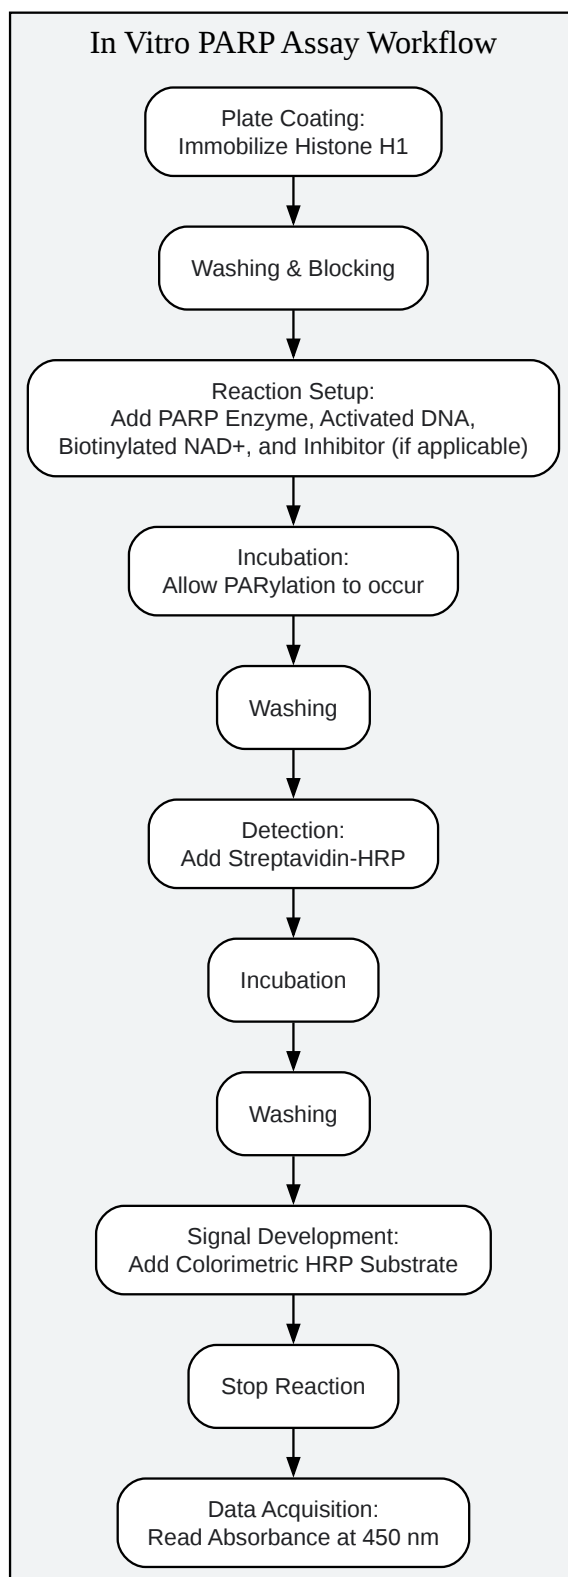 In Vitro PARP Assay Workflow
Plate Coating:
Immobilize Histone H1
Washing & Blocking
Reaction Setup:
Add PARP Enzyme, Activated DNA,
Biotinylated NAD+, and Inhibitor (if applicable)
Incubation:
Allow PARylation to occur
Washing
Detection:
Add Streptavidin-HRP
Incubation
Washing
Signal Development:
Add Colorimetric HRP Substrate
Stop Reaction
Data Acquisition:
Read Absorbance at 450 nm